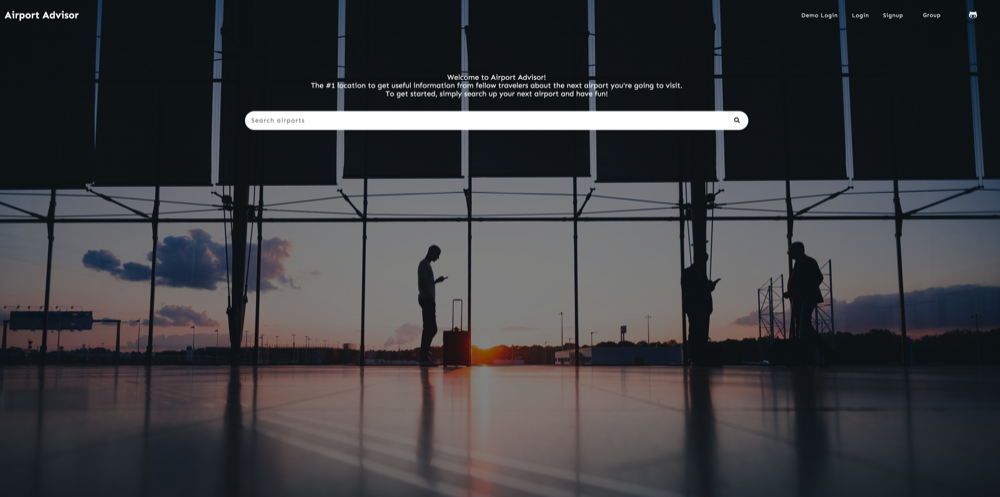 Airport Advisor
Demo Login Login Signup Group
Welcome to Airport Advisor!
The #1 location to get useful information from fellow travelers about the next airport you're going to visit.
To get started, simply search up your next airport and have fun!
Search airports